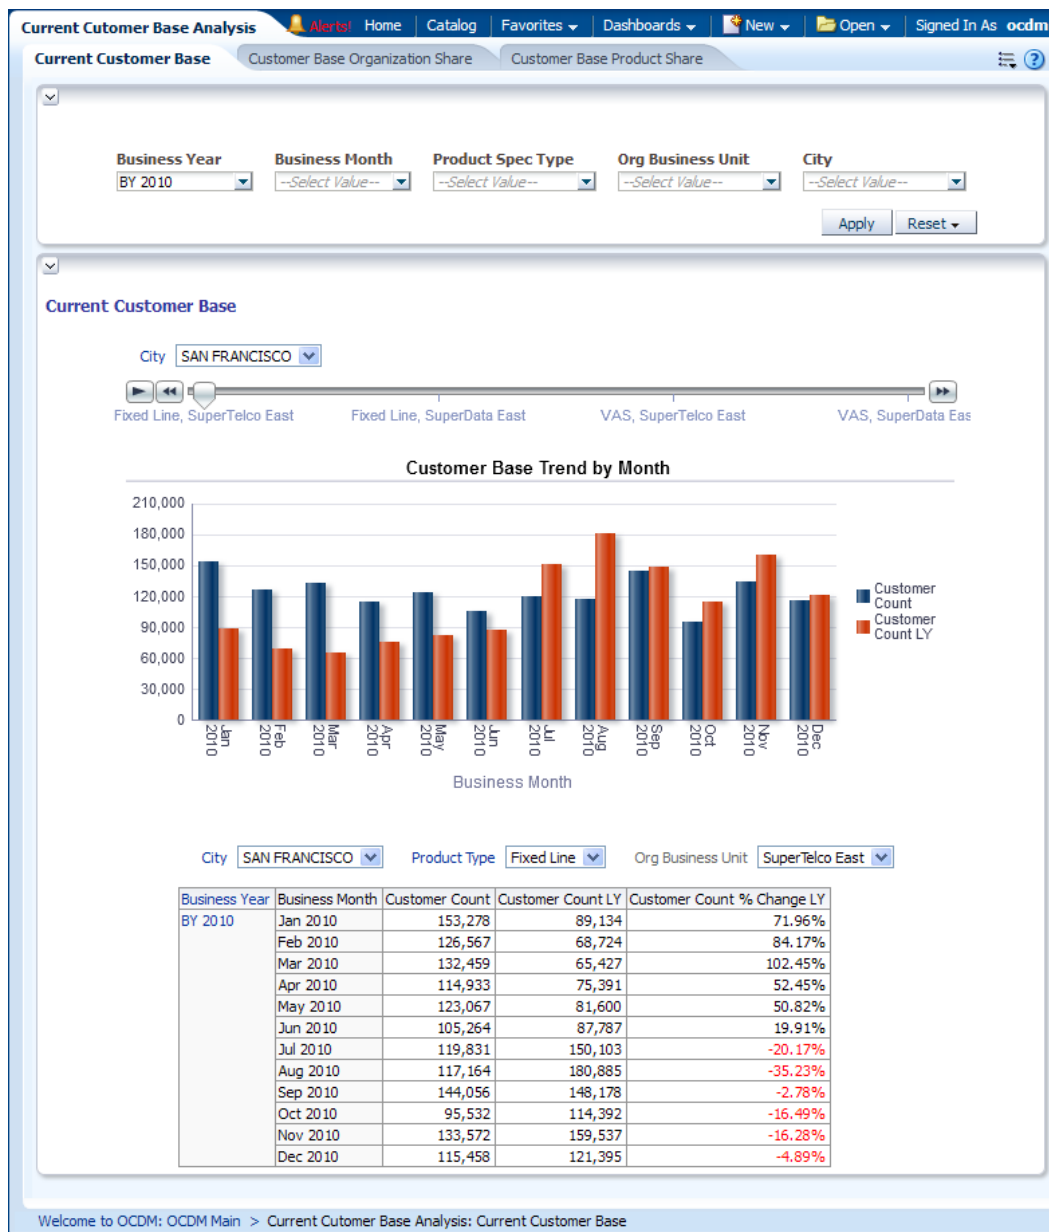 Current Cutomer Base Analysis Alerts! Home Catalog Favorites Dashboards New Open Signed In As ocdm
Current Customer Base Customer Base Organization Share Customer Base Product Share
Business Year Business Month Product Spec Type Org Business Unit City
BY 2010 --Select Value-- --Select Value-- --Select Value-- --Select Value--
Apply Reset
Current Customer Base
City SAN FRANCISCO
Fixed Line, SuperTelco East Fixed Line, SuperData East VAS, SuperTelco East VAS, SuperData Eas
Customer Base Trend by Month
210,000
180,000
150,000
120,000
90,000
60,000
30,000
0
Customer
Count
Customer
Count LY
Jan 2010
Feb 2010
Mar 2010
Apr 2010
May 2010
Jun 2010
Jul 2010
Aug 2010
Sep 2010
Oct 2010
Nov 2010
Dec 2010
Business Month
City SAN FRANCISCO Product Type Fixed Line Org Business Unit SuperTelco East
Business Year Business Month Customer Count Customer Count LY Customer Count % Change LY
BY 2010 Jan 2010 153,278 89,134 71.96%
Feb 2010 126,567 68,724 84.17%
Mar 2010 132,459 65,427 102.45%
Apr 2010 114,933 75,391 52.45%
May 2010 123,067 81,600 50.82%
Jun 2010 105,264 87,787 19.91%
Jul 2010 119,831 150,103 -20.17%
Aug 2010 117,164 180,885 -35.23%
Sep 2010 144,056 148,178 -2.78%
Oct 2010 95,532 114,392 -16.49%
Nov 2010 133,572 159,537 -16.28%
Dec 2010 115,458 121,395 -4.89%
Welcome to OCDM: OCDM Main > Current Cutomer Base Analysis: Current Customer Base